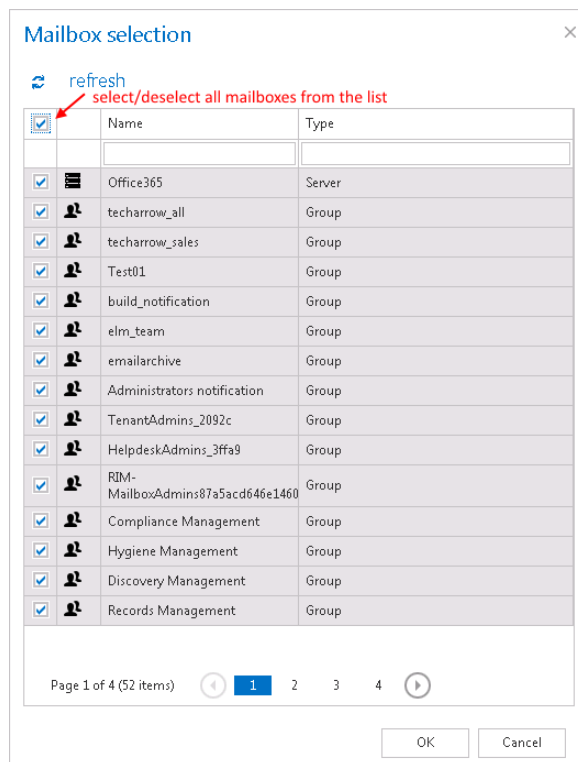 Mailbox selection
refresh
select/deselect all mailboxes from the list
Name Type
Office365 Server
techarrow_all Group
techarrow_sales Group
Test01 Group
build_notification Group
elm_team Group
emailarchive Group
Administrators notification Group
TenantAdmins_2092c Group
HelpdeskAdmins_3ffa9 Group
RIM-
MailboxAdmins87a5acd646e1460 Group
Compliance Management Group
Hygiene Management Group
Discovery Management Group
Records Management Group
Page 1 of 4 (52 items) 1 2 3 4
OK Cancel